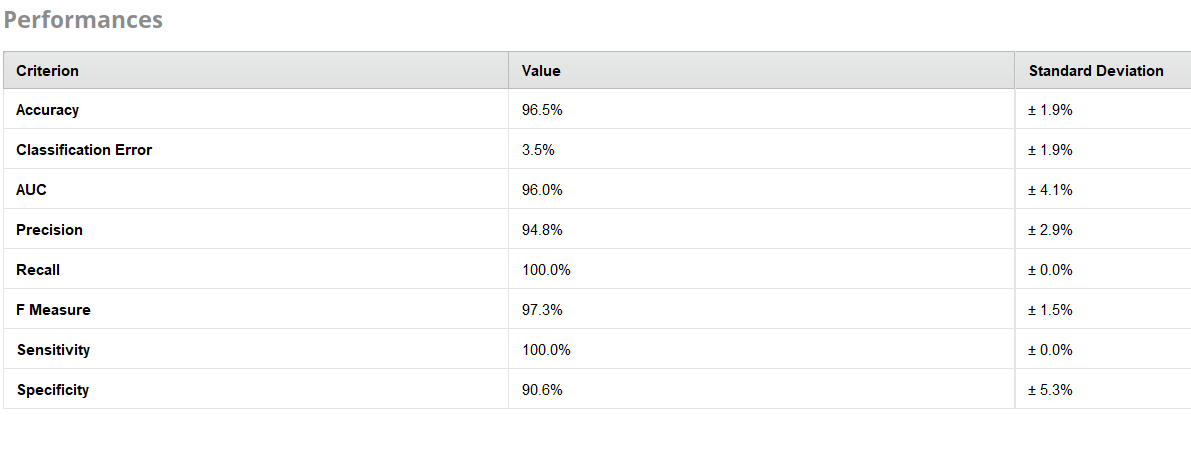 Performances
Criterion Value Standard Deviation
Accuracy 96.5% ± 1.9%
Classification Error 3.5% ± 1.9%
AUC 96.0% ± 4.1%
Precision 94.8% ± 2.9%
Recall 100.0% ± 0.0%
F Measure 97.3% ± 1.5%
Sensitivity 100.0% ± 0.0%
Specificity 90.6% ± 5.3%